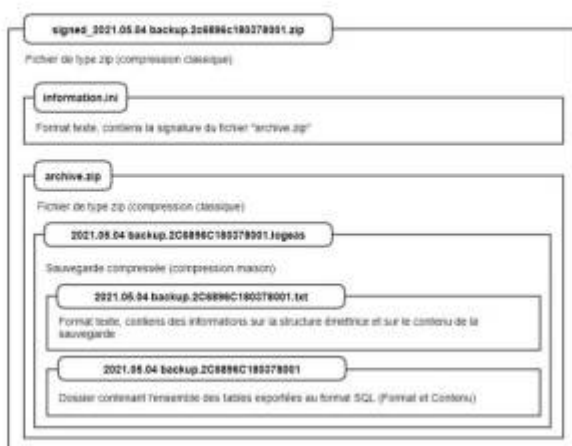 signed_2021.05.04 backup.2c6896c180378001.zip
Fichier de type zip (compression classique)
information.ini
Format texte, contiens la signature du fichier "archive.zip"
archive.zip
Fichier de type zip (compression classique)
2021.05.04 backup.2C6896C180378001.logeas
Sauvegarde compressée (compression maison)
2021.05.04 backup.2C6896C180378001.txt
Format texte, contiens des informations sur la structure émettrice et sur le contenu de la
sauvegarde
2021.05.04 backup.2C6896C180378001
Dossier contenant l'ensemble des tables exportées au format SQL (Format et Contenu)